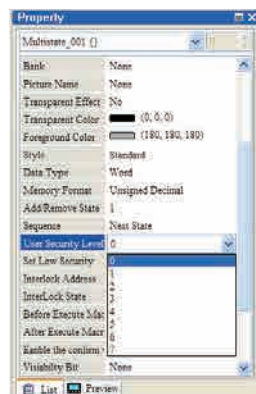 Property
Multistate_001 {}
Bank None
Picture Name None
Transparent Effect No
Transparent Color (0, 0, 0)
Foreground Color (180, 180, 180)
Style Standard
Data Type Word
Memory Format Unsigned Decimal
Add/Remove State 1
Sequence Next State
User Security Level 0
Set Low Security 0
Interlock Address 1
InterLock State 2
3
Before Execute Mac 4
After Execute Macr 5
6
Enable the confirm 7
Visibility Bit None
List Preview